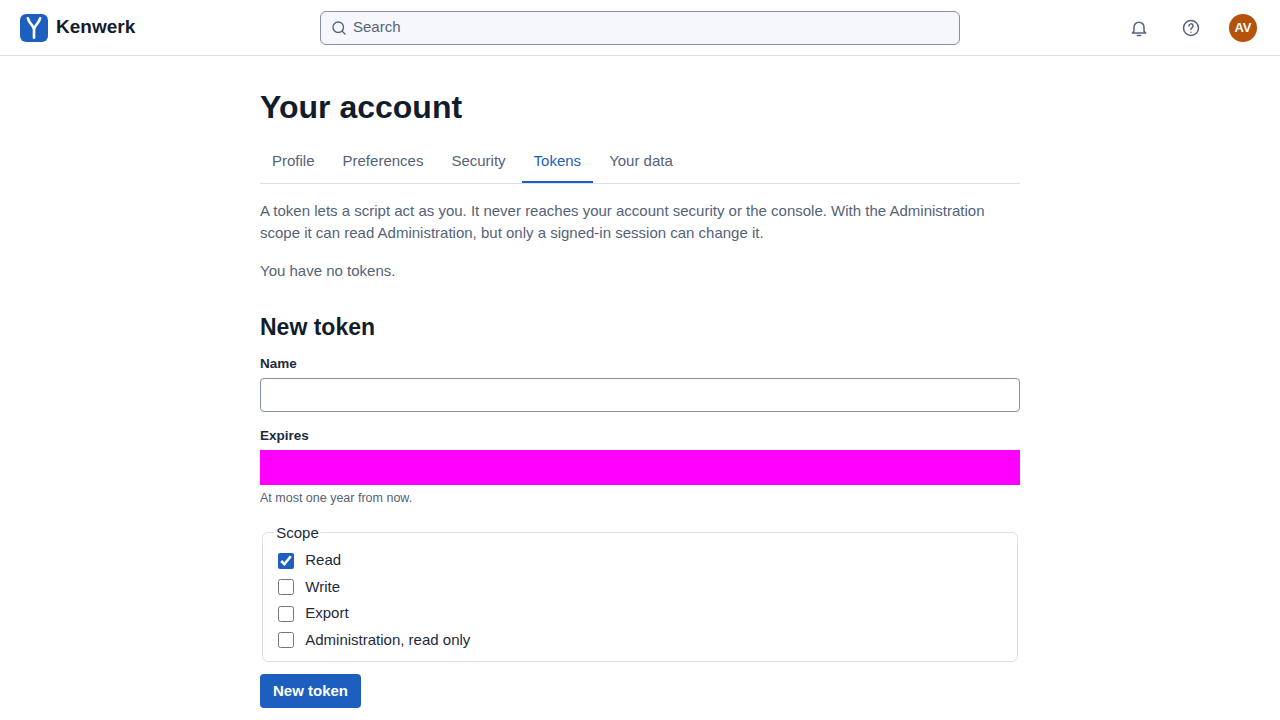 Kenwerk
Search
AV
Your account
Profile Preferences Security Tokens Your data
A token lets a script act as you. It never reaches your account security or the console. With the Administration
scope it can read Administration, but only a signed-in session can change it.
You have no tokens.
New token
Name
Expires
At most one year from now.
Scope
Read
Write
Export
Administration, read only
New token